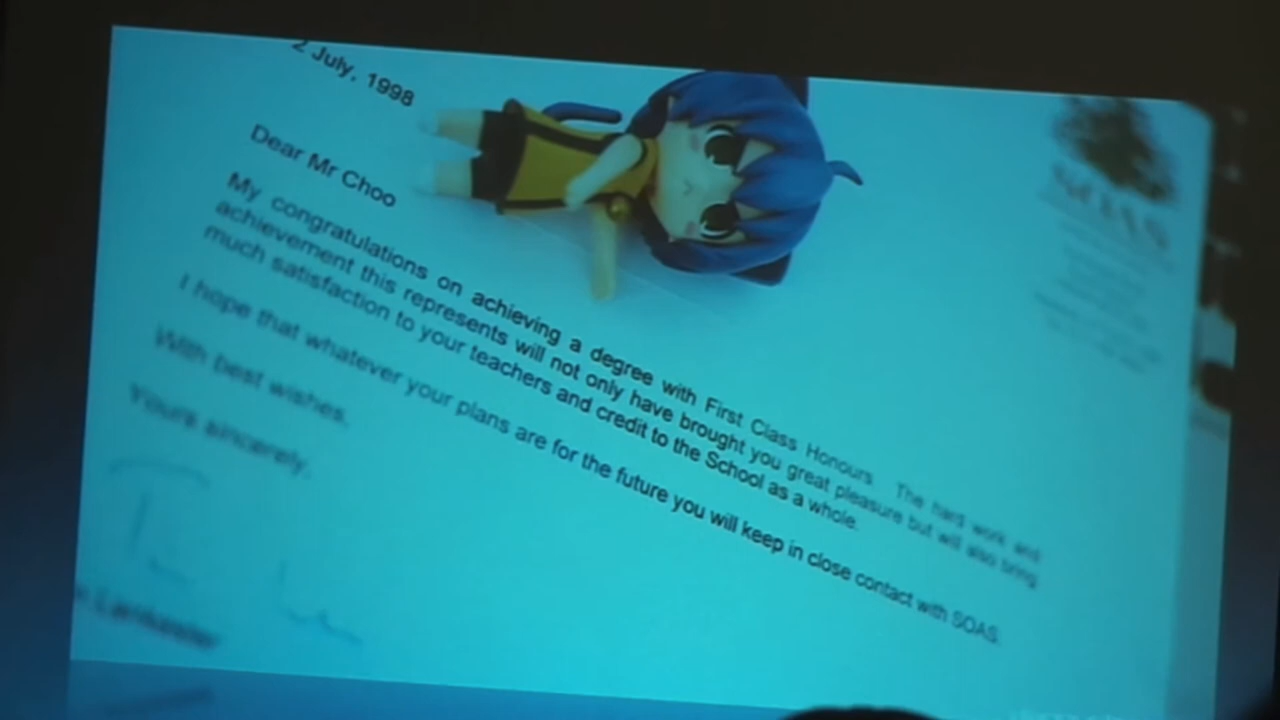 2 July, 1998
SOAS
Dear Mr Choo
My congratulations on achieving a degree with First Class Honours. The hard work and
achievement this represents will not only have brought you great pleasure but will also bring
much satisfaction to your teachers and credit to the School as a whole.
I hope that whatever your plans are for the future you will keep in close contact with SOAS.
With best wishes.
Yours sincerely,
Lankester